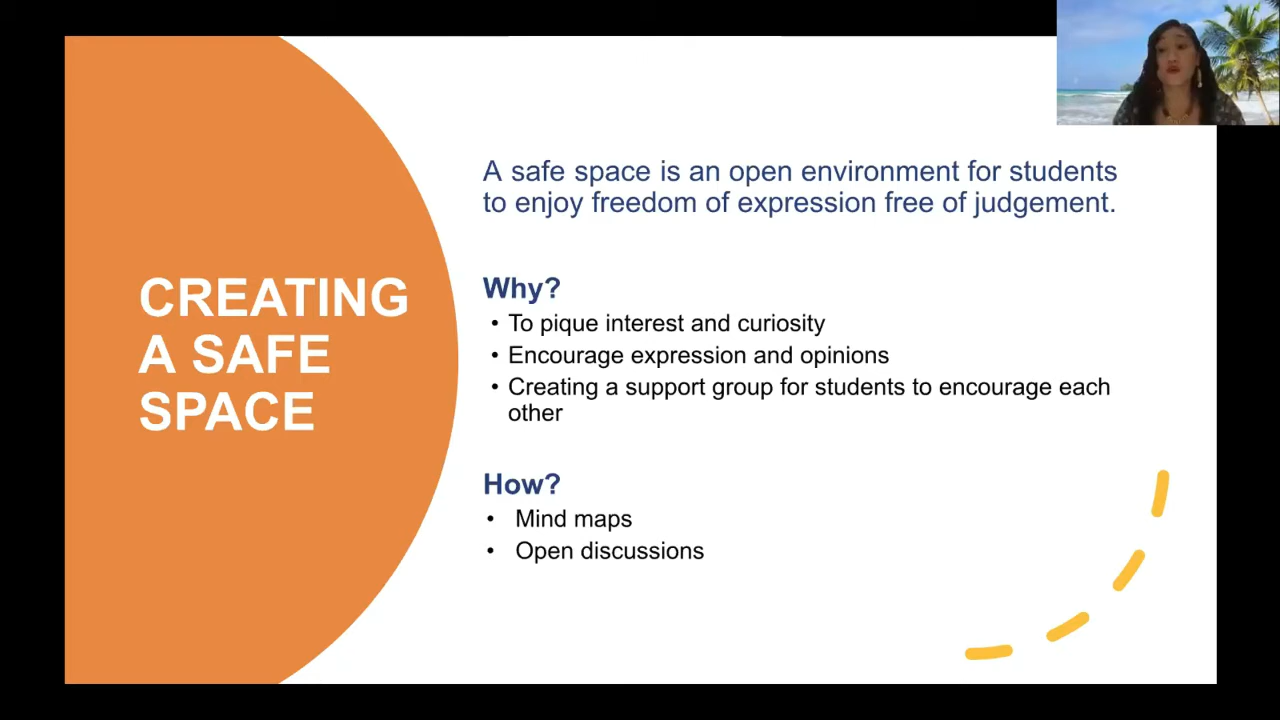 CREATING
A SAFE
SPACE
A safe space is an open environment for students
to enjoy freedom of expression free of judgement.
Why?
• To pique interest and curiosity
• Encourage expression and opinions
• Creating a support group for students to encourage each
other
How?
• Mind maps
• Open discussions